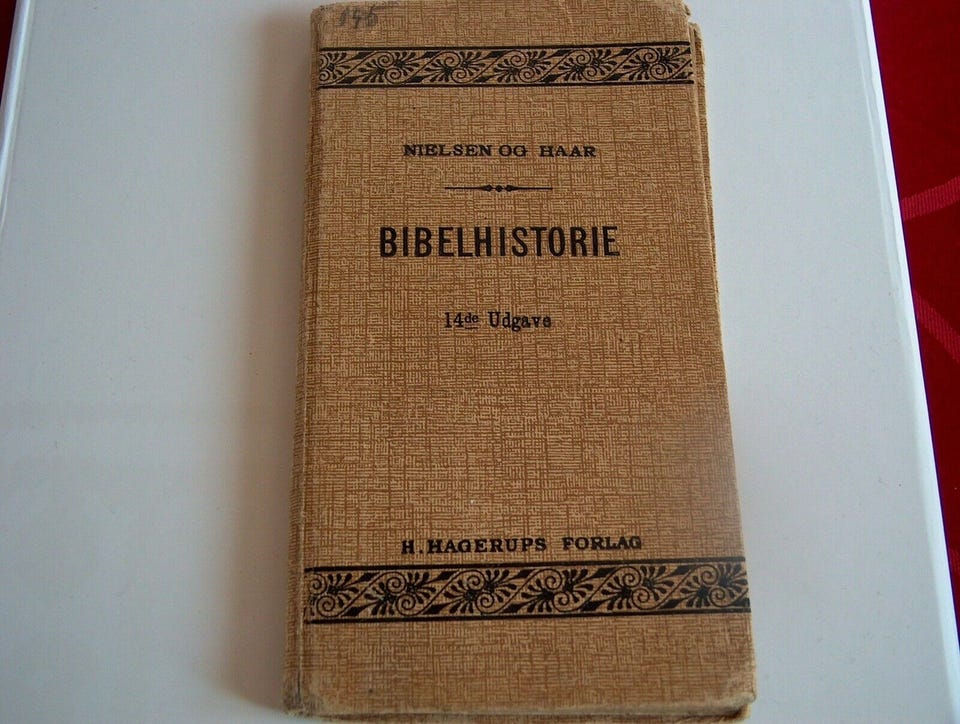 NIELSEN OG HAAR
BIBELHISTORIE
14de Udgave
H. HAGERUPS FORLAG